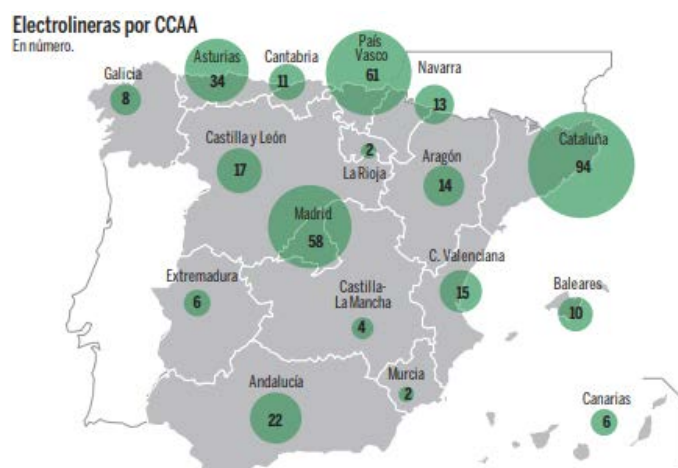 Electrolineras por CCAA
En número.
Galicia
8
Asturias
34
Cantabria
11
País
Vasco
61
Navarra
13
Cataluña
94
Castilla y León
17
2
La Rioja
Aragón
14
Madrid
58
C. Valenciana
15
Extremadura
6
Castilla-
La Mancha
4
Baleares
10
Andalucía
22
Murcia
2
Canarias
6